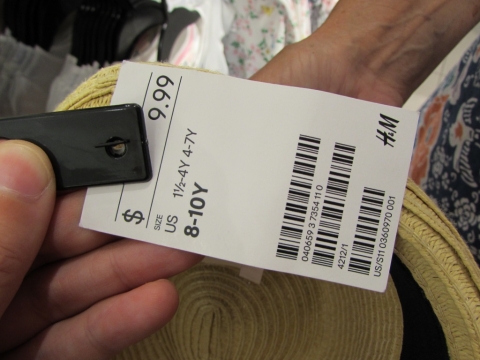 $ 9.99
SIZE
US 1½-4Y 4-7Y
8-10Y
H&M
040659 3 7354 11 0
4212/1
US/S11 0360970 001